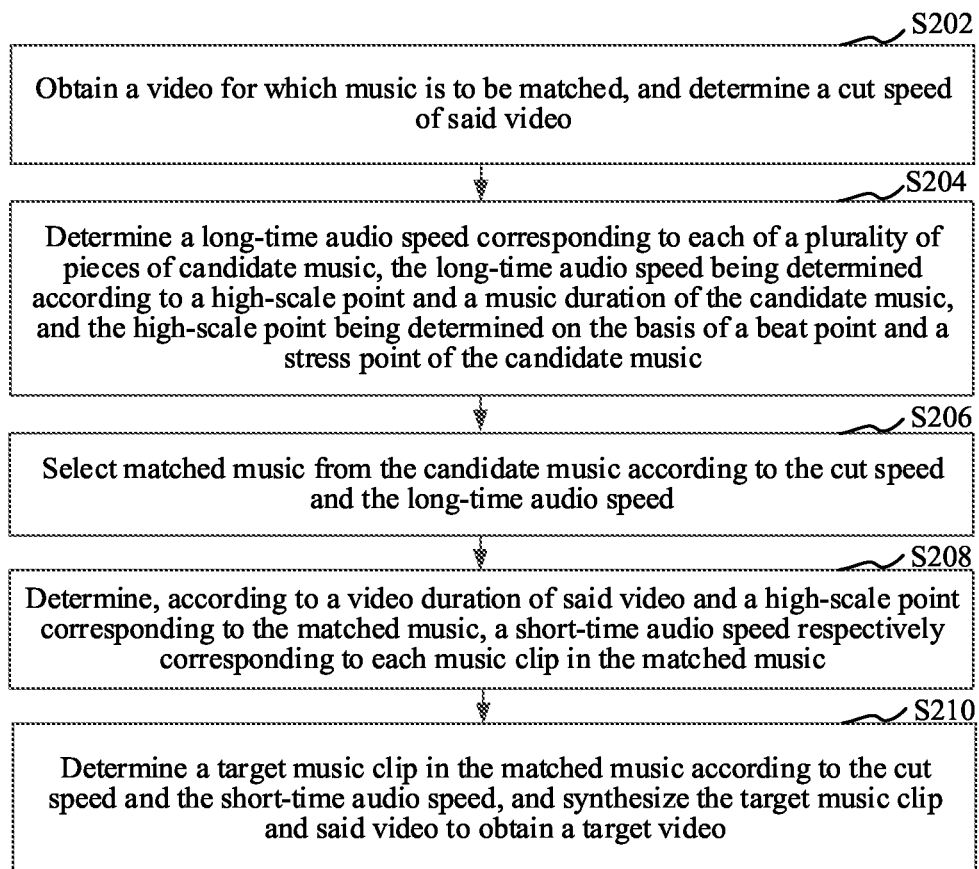 S202
Obtain a video for which music is to be matched, and determine a cut speed
of said video
S204
Determine a long-time audio speed corresponding to each of a plurality of
pieces of candidate music, the long-time audio speed being determined
according to a high-scale point and a music duration of the candidate music,
and the high-scale point being determined on the basis of a beat point and a
stress point of the candidate music
S206
Select matched music from the candidate music according to the cut speed
and the long-time audio speed
S208
Determine, according to a video duration of said video and a high-scale point
corresponding to the matched music, a short-time audio speed respectively
corresponding to each music clip in the matched music
S210
Determine a target music clip in the matched music according to the cut
speed and the short-time audio speed, and synthesize the target music clip
and said video to obtain a target video